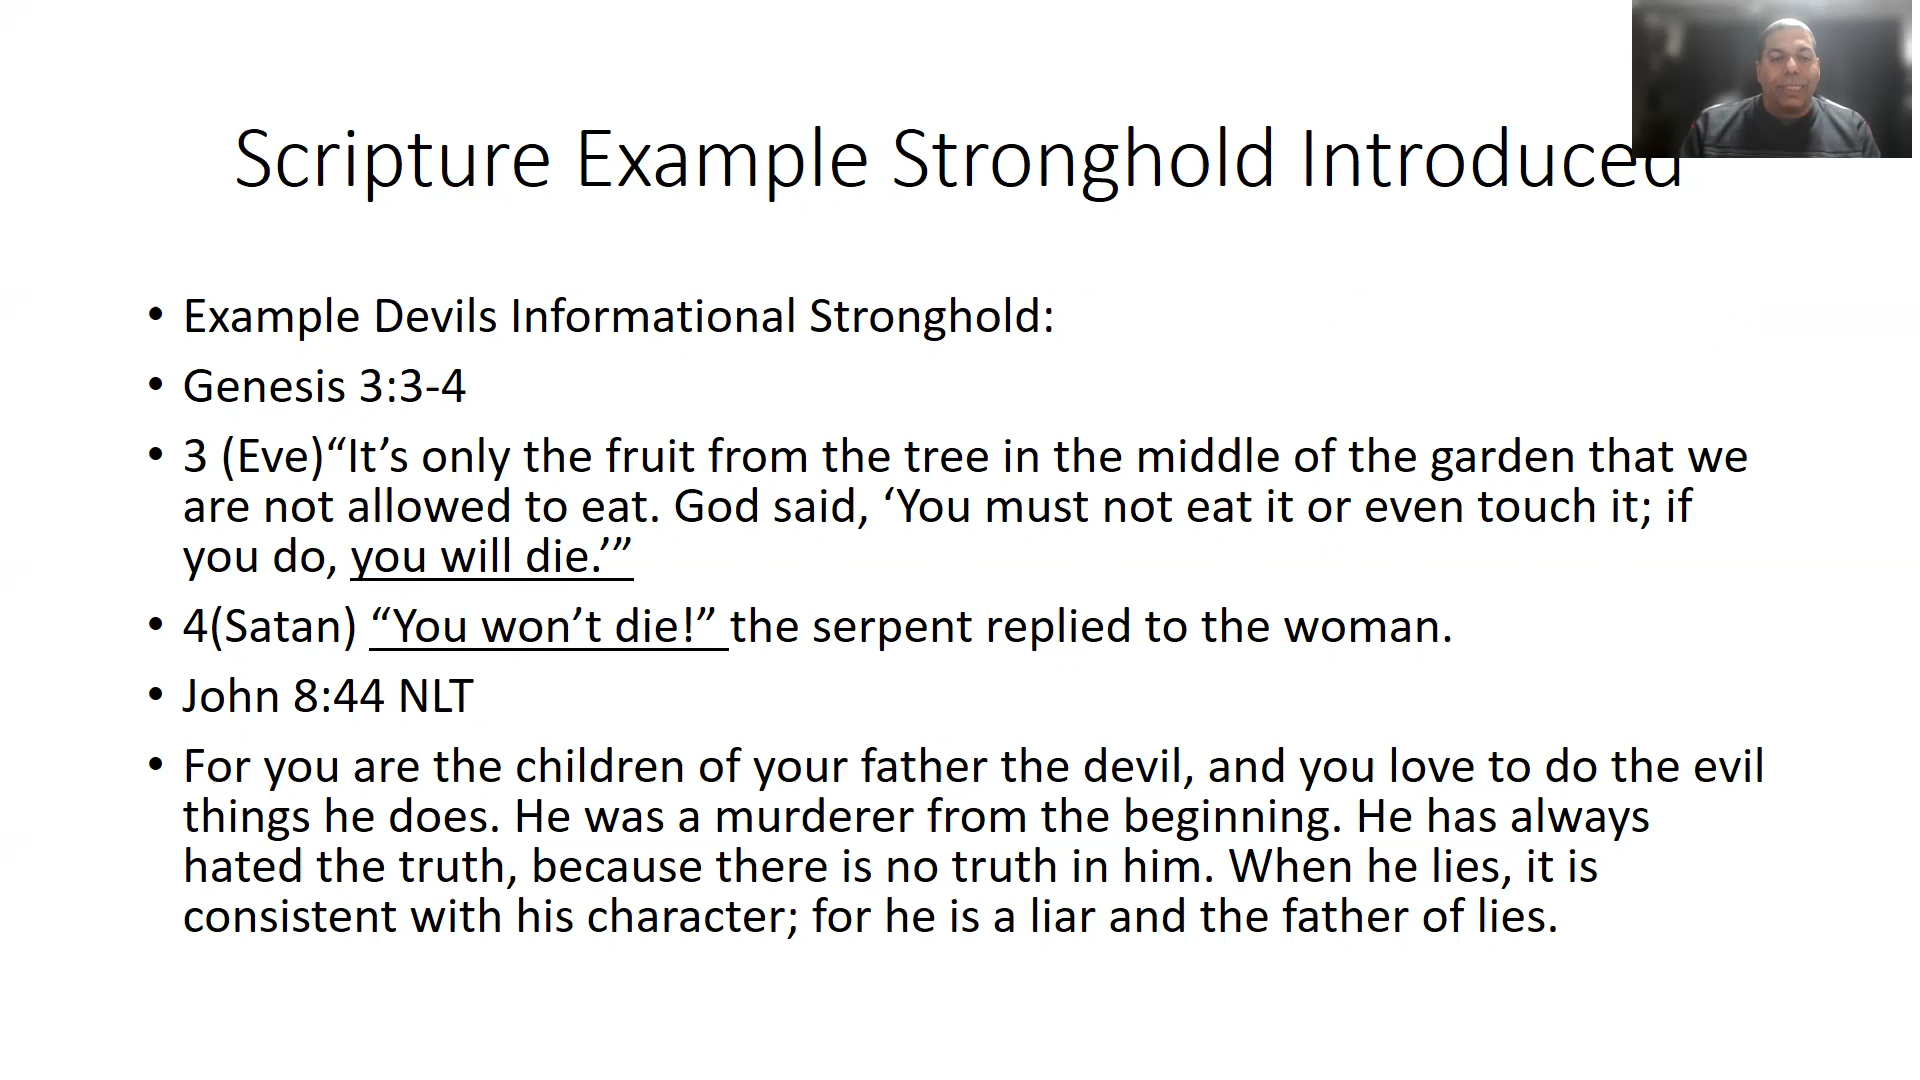 Scripture Example Stronghold Introduced
• Example Devils Informational Stronghold:
• Genesis 3:3-4
• 3 (Eve)“It’s only the fruit from the tree in the middle of the garden that we
are not allowed to eat. God said, ‘You must not eat it or even touch it; if
you do, you will die.’”
• 4(Satan) “You won’t die!” the serpent replied to the woman.
• John 8:44 NLT
• For you are the children of your father the devil, and you love to do the evil
things he does. He was a murderer from the beginning. He has always
hated the truth, because there is no truth in him. When he lies, it is
consistent with his character; for he is a liar and the father of lies.